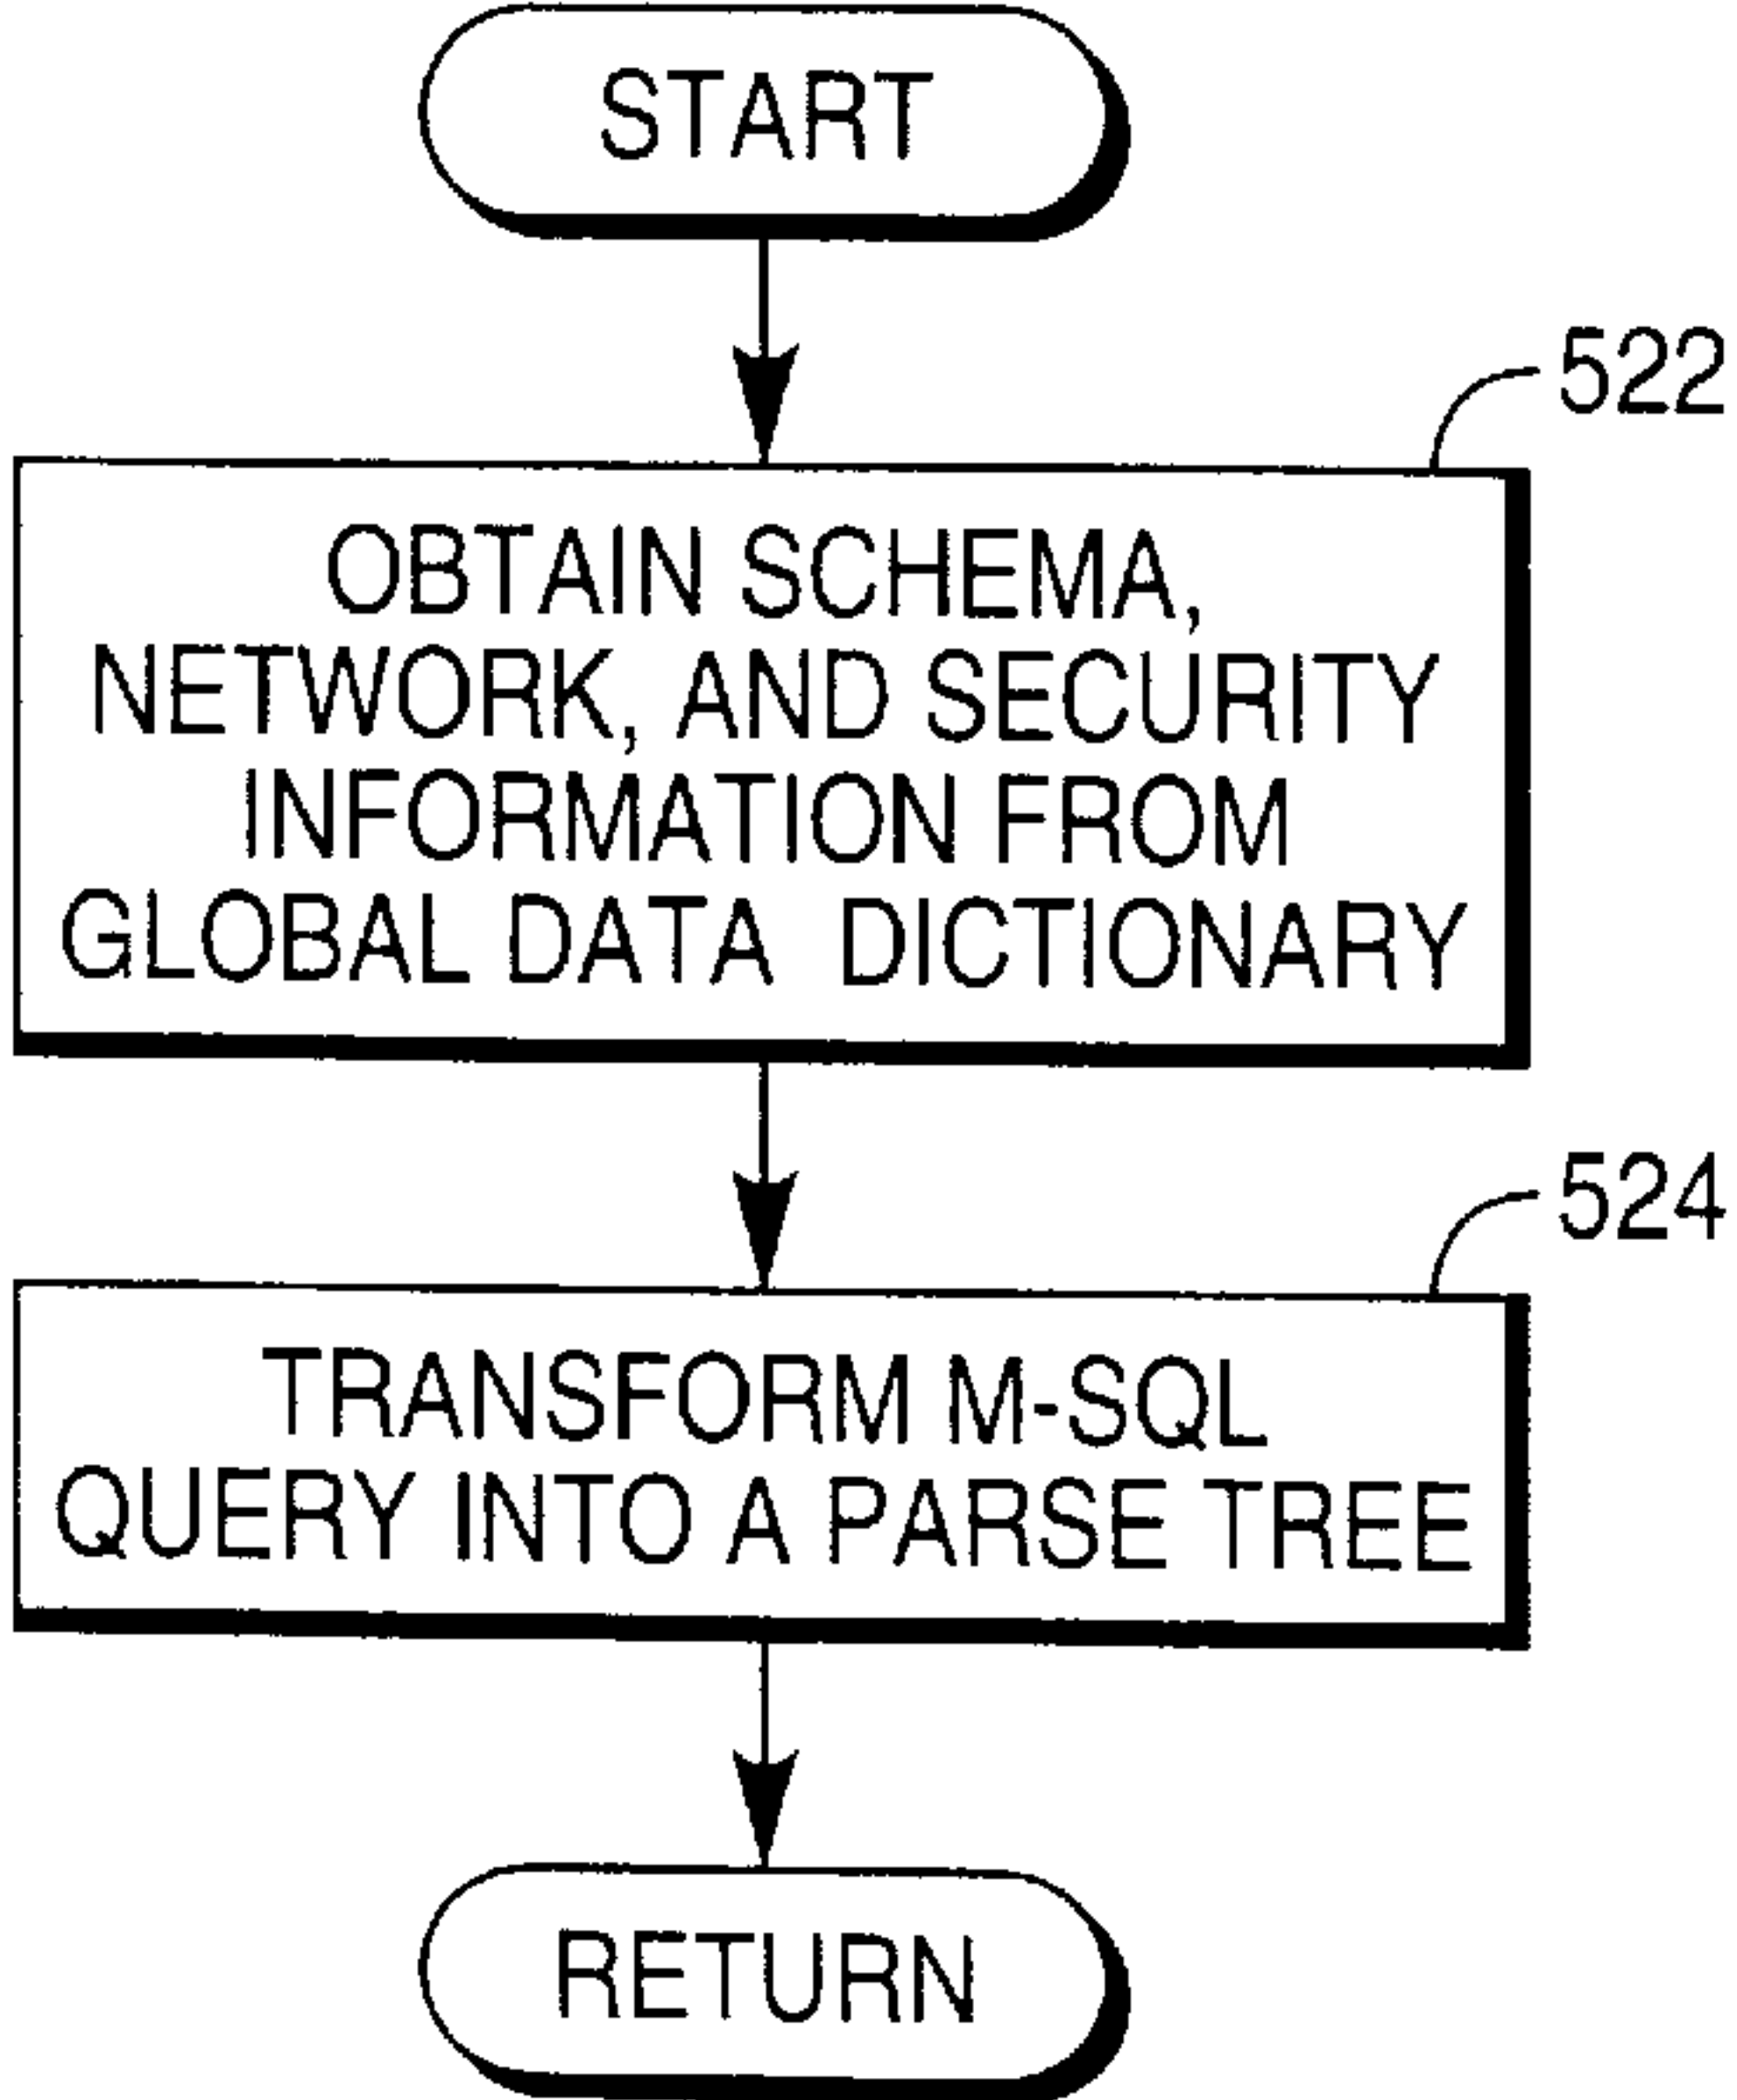 START
522
OBTAIN SCHEMA,
NETWORK, AND SECURITY
INFORMATION FROM
GLOBAL DATA DICTIONARY
524
TRANSFORM M-SQL
QUERY INTO A PARSE TREE
RETURN